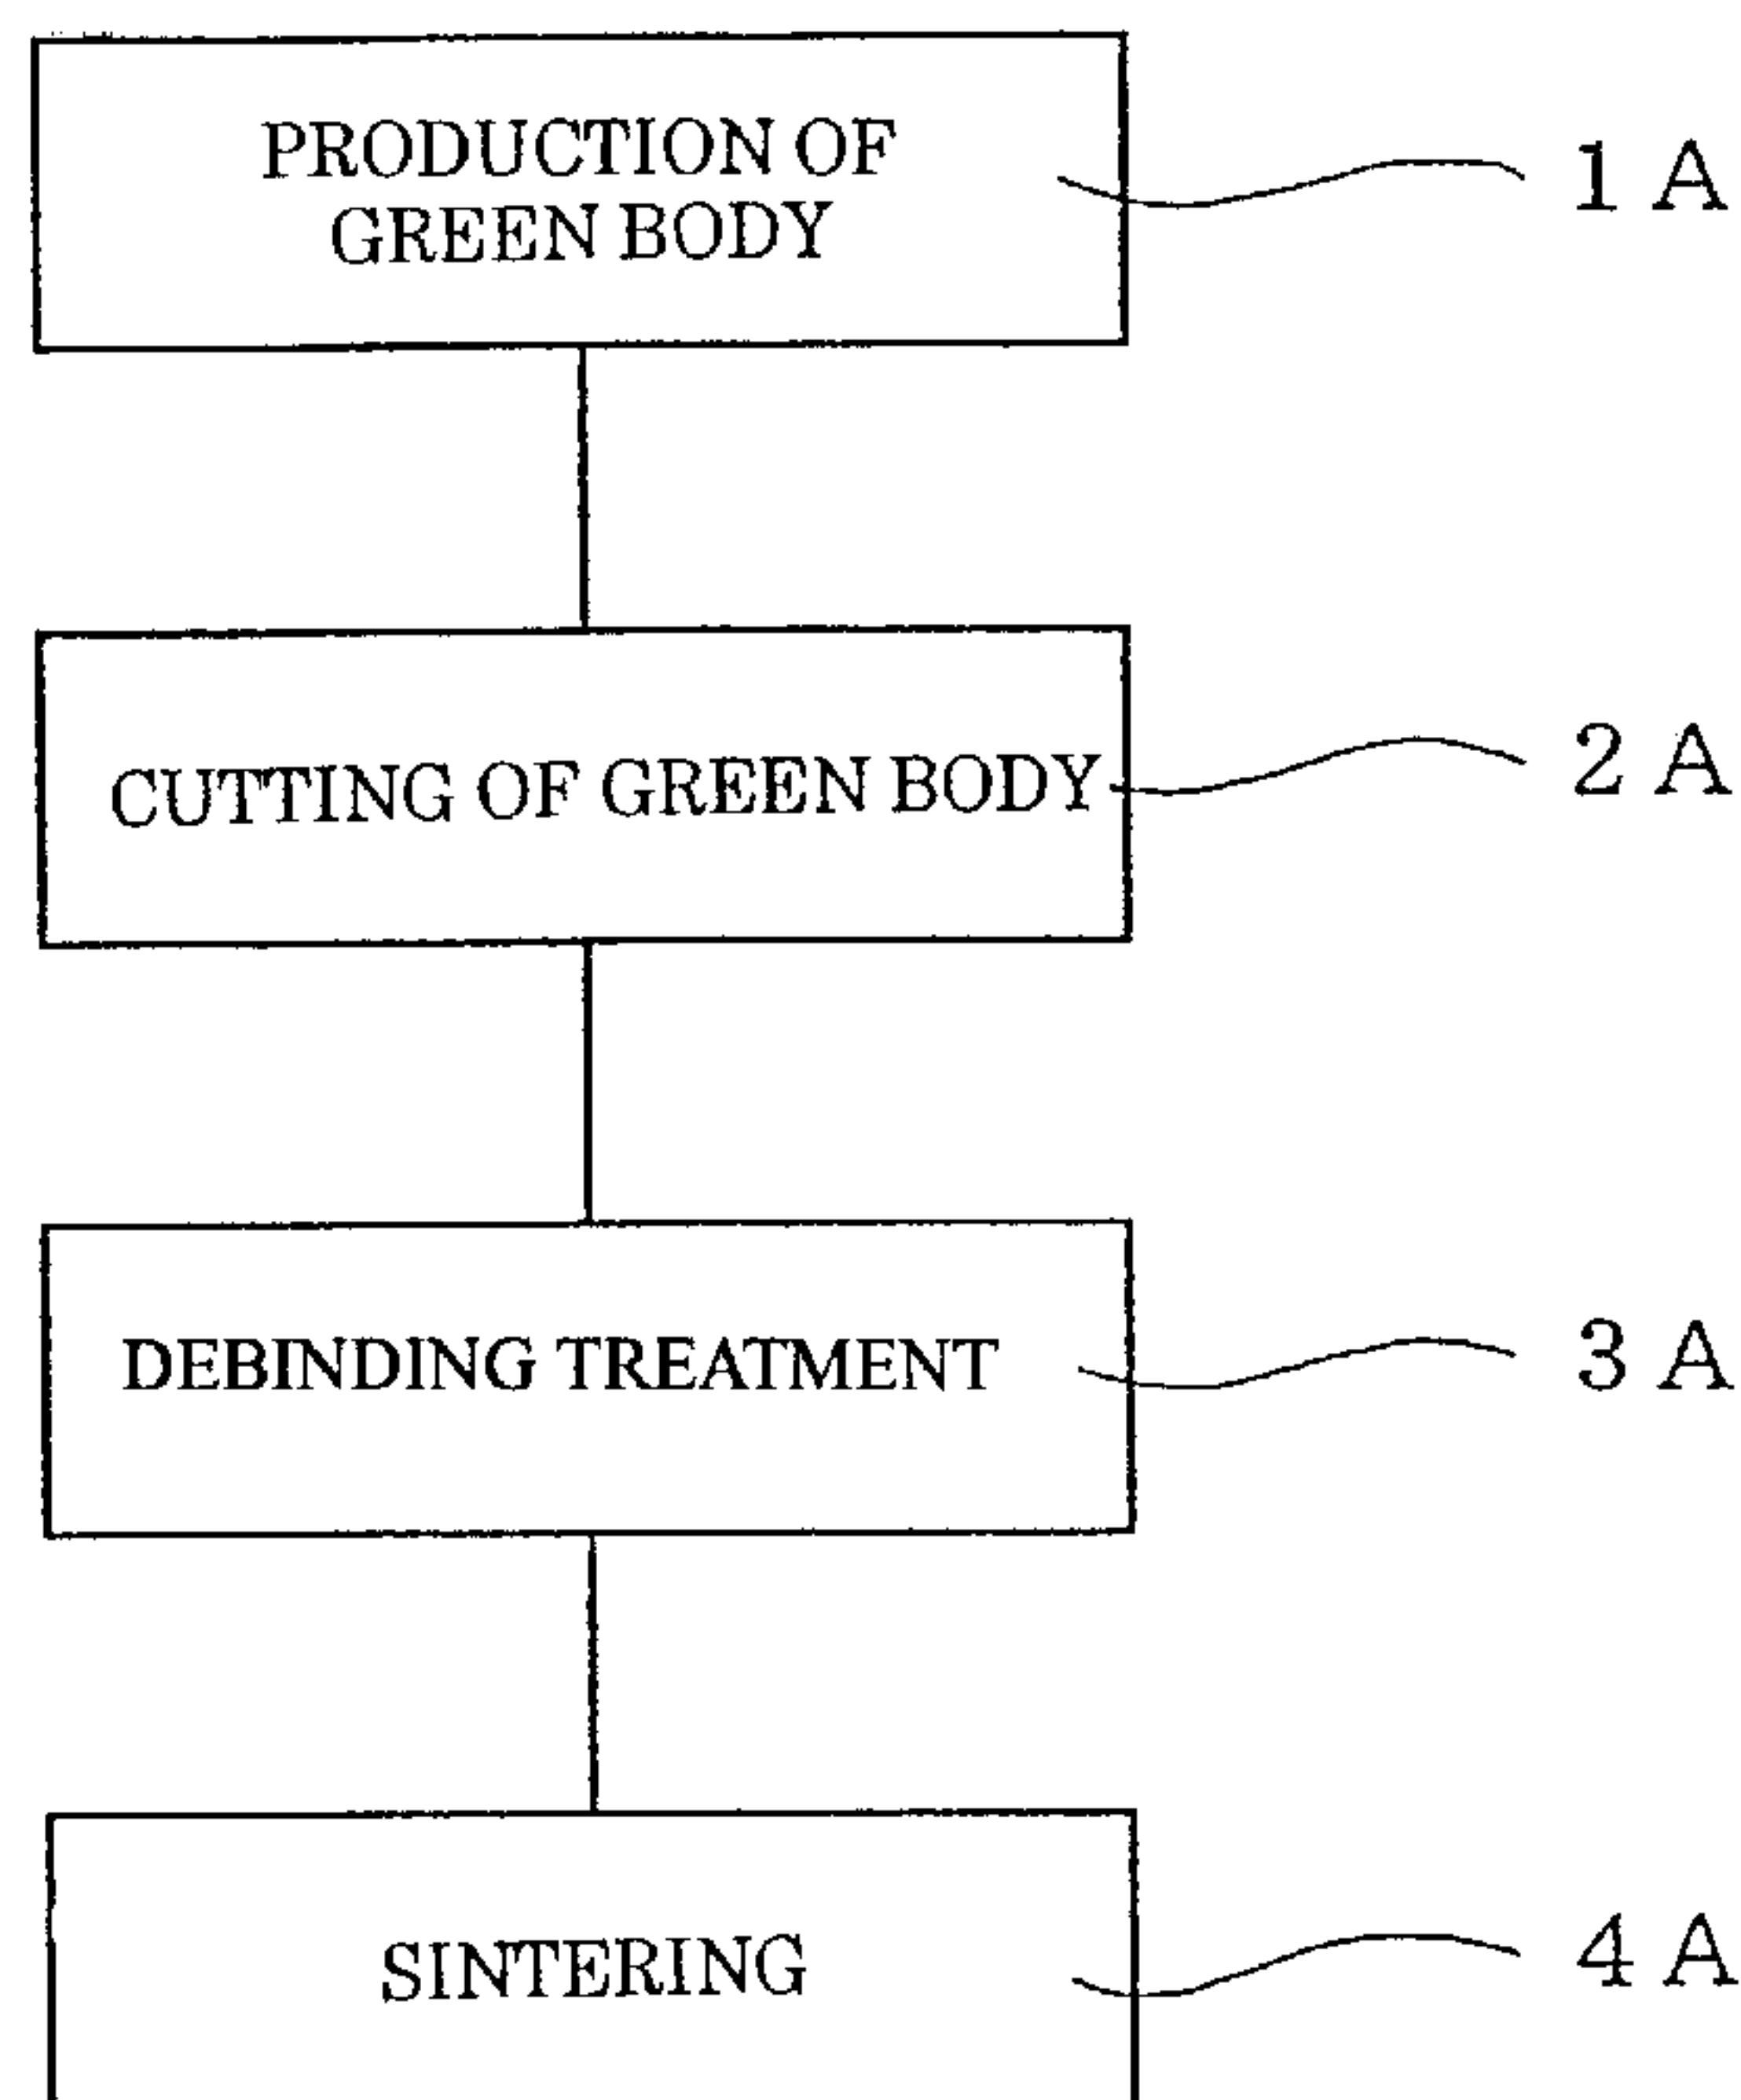 PRODUCTION OF
GREEN BODY
1 A
CUTTING OF GREEN BODY
2 A
DEBINDING TREATMENT
3 A
SINTERING
4 A